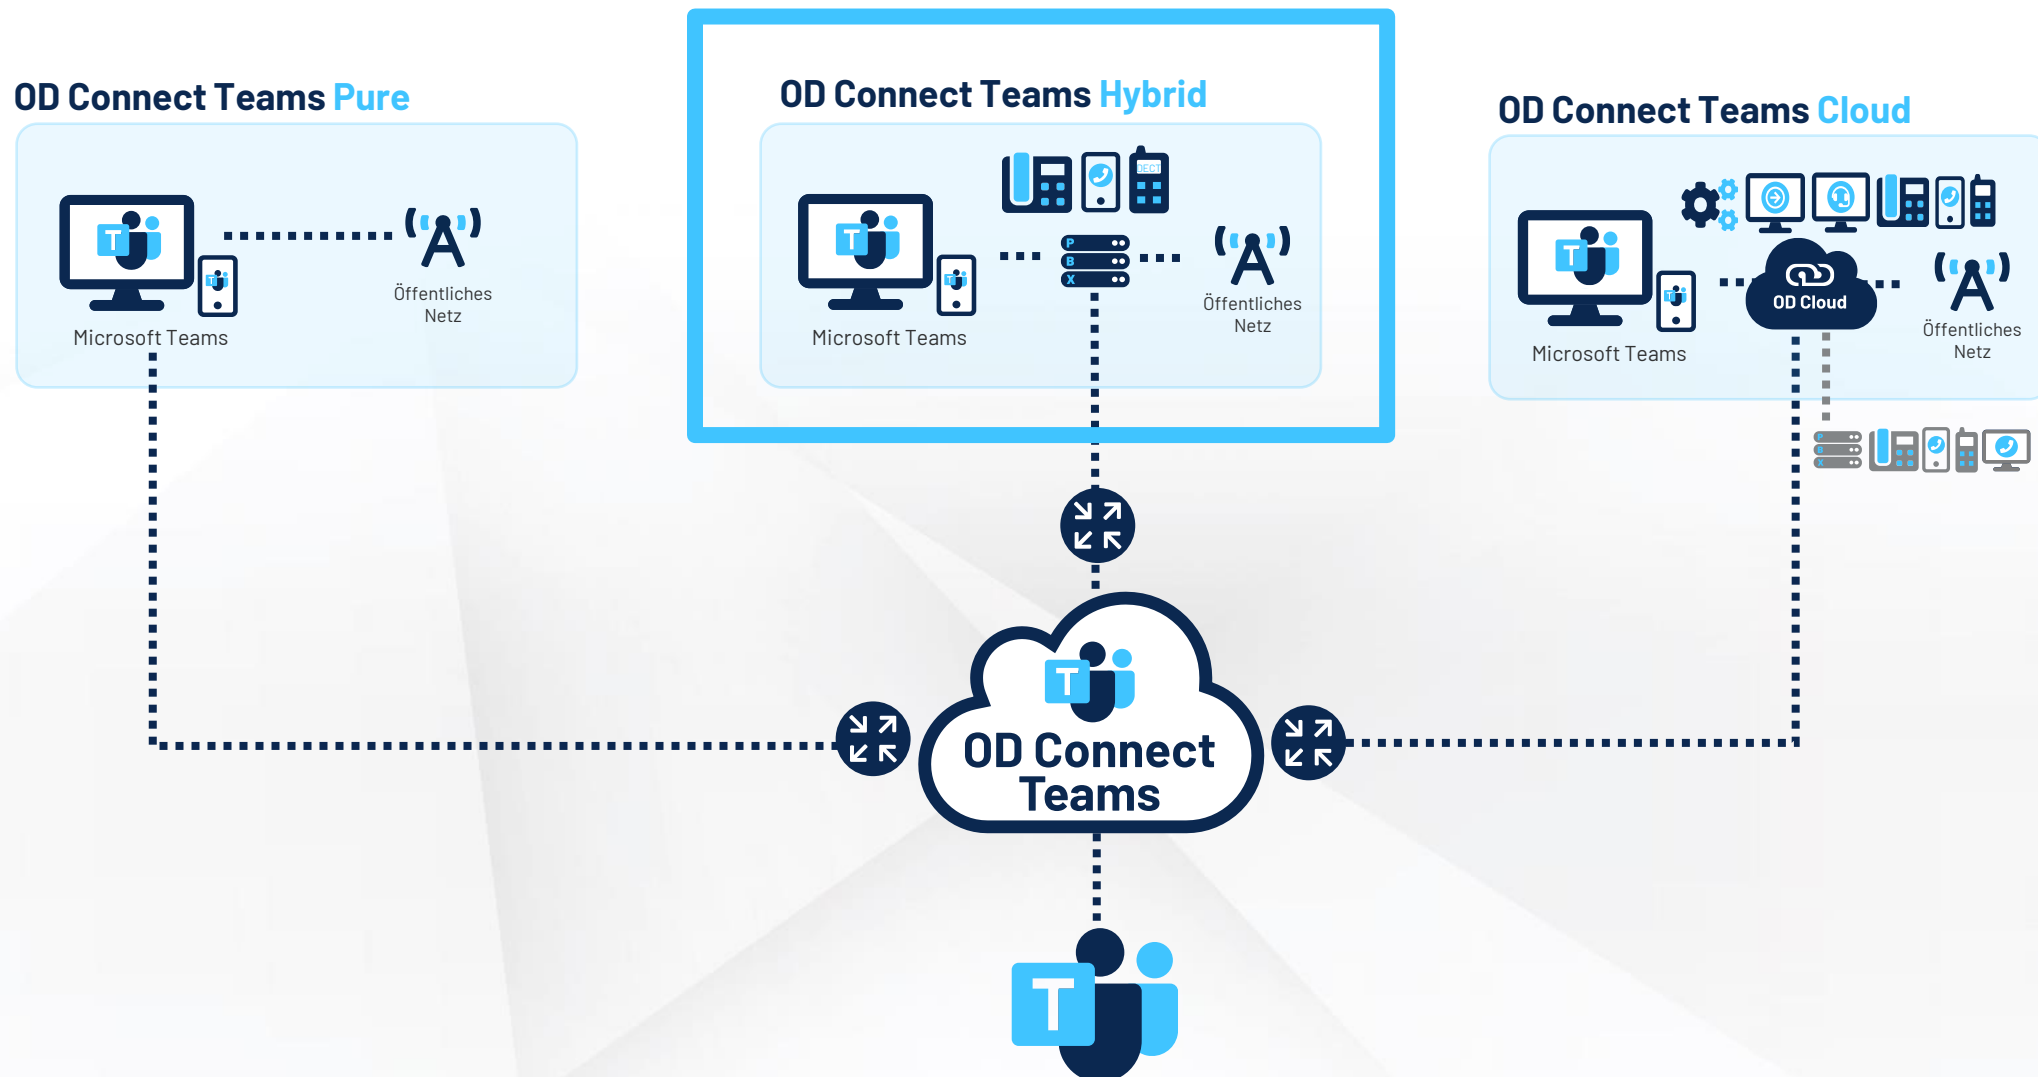 OD Connect Teams Pure
T
T
Microsoft Teams
Öffentliches
Netz
OD Connect Teams Hybrid
DECT
T
T
Microsoft Teams
P
B
X
Öffentliches
Netz
OD Connect Teams Cloud
T
T
Microsoft Teams
OD Cloud
Öffentliches
Netz
P
B
X
T
OD Connect
Teams
T